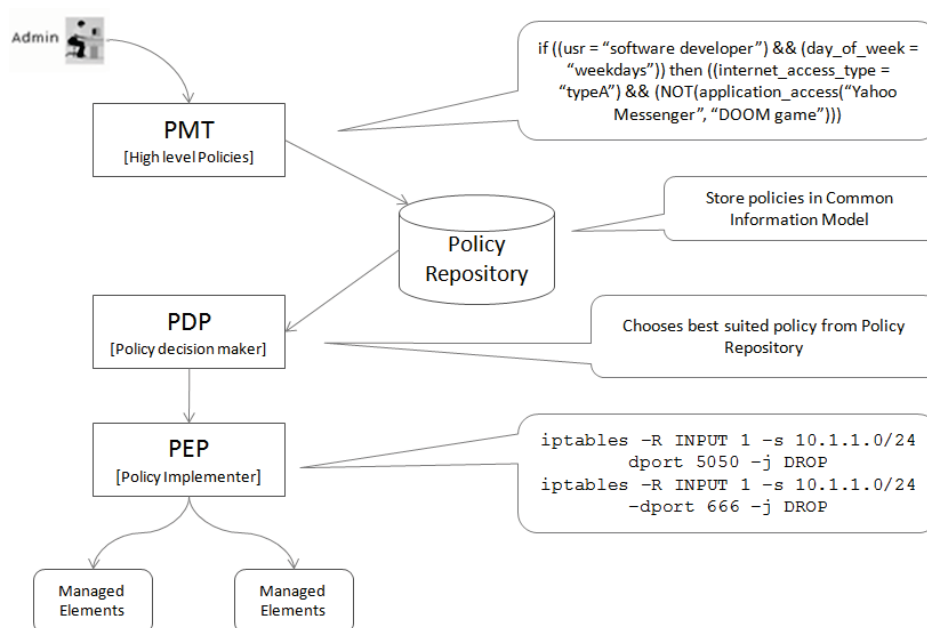 Admin
PMT
[High level Policies]
if ((usr = “software developer”) && (day_of_week =
“weekdays”)) then ((internet_access_type =
“typeA”) && (NOT(application_access(“Yahoo
Messenger”, “DOOM game”)))
Policy
Repository
Store policies in Common
Information Model
PDP
[Policy decision maker]
Chooses best suited policy from Policy
Repository
PEP
[Policy Implementer]
iptables –R INPUT 1 –s 10.1.1.0/24
dport 5050 –j DROP
iptables –R INPUT 1 –s 10.1.1.0/24
–dport 666 –j DROP
Managed
Elements
Managed
Elements